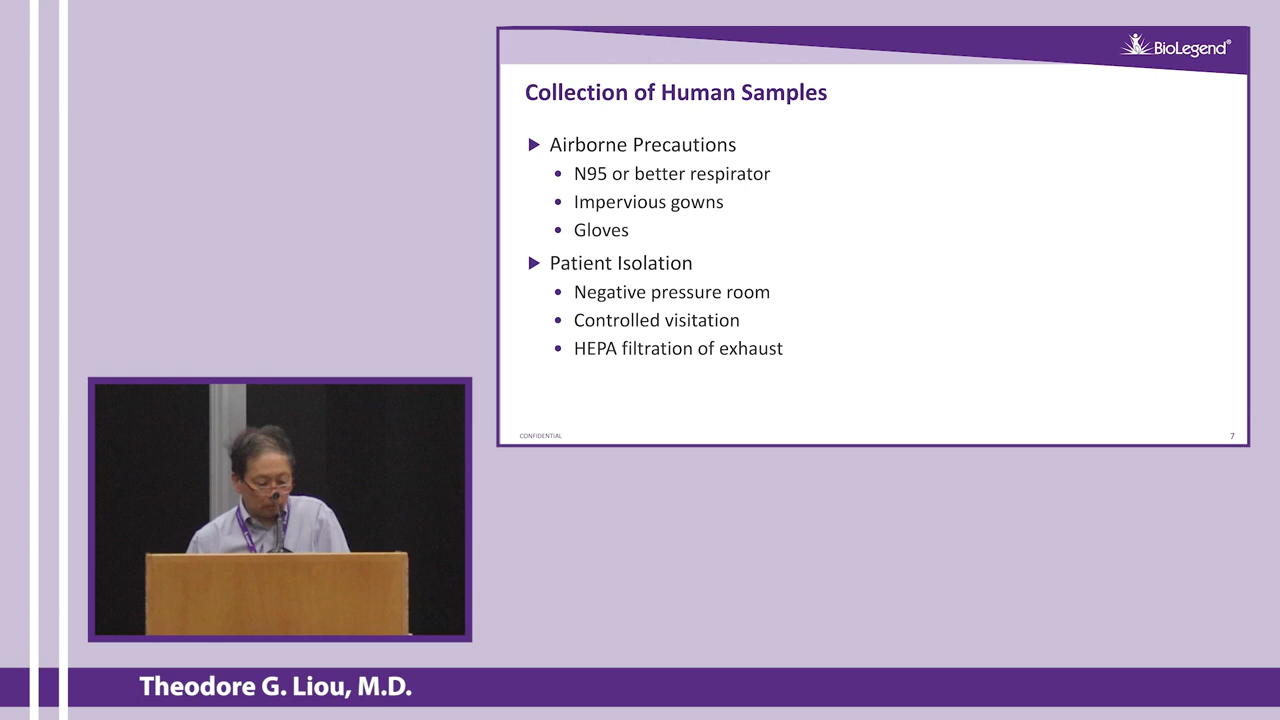 BioLegend®
Collection of Human Samples
Airborne Precautions
N95 or better respirator
Impervious gowns
Gloves
Patient Isolation
Negative pressure room
Controlled visitation
HEPA filtration of exhaust
CONFIDENTIAL
7
Theodore G. Liou, M.D.